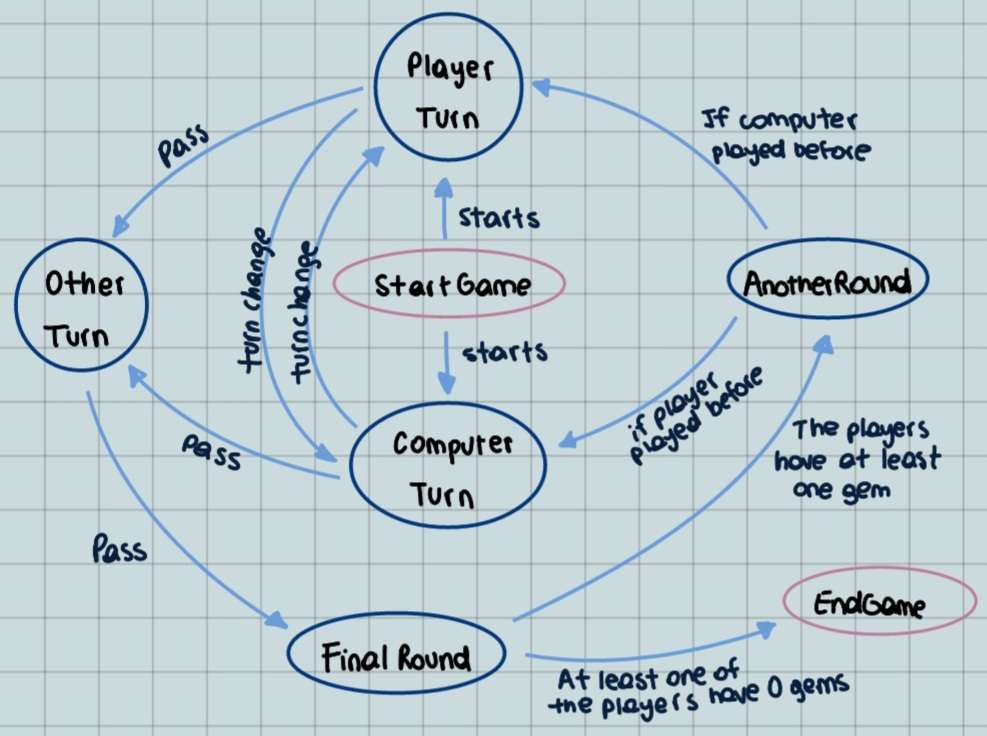 Player
Turn
If computer
played before
pass
starts
turn change
turnchange
Other
Turn
StartGame
AnotherRound
starts
if player
played before
Computer
Turn
pass
The players
have at least
one gem
Pass
EndGame
Final Round
At least one of
the players have 0 gems